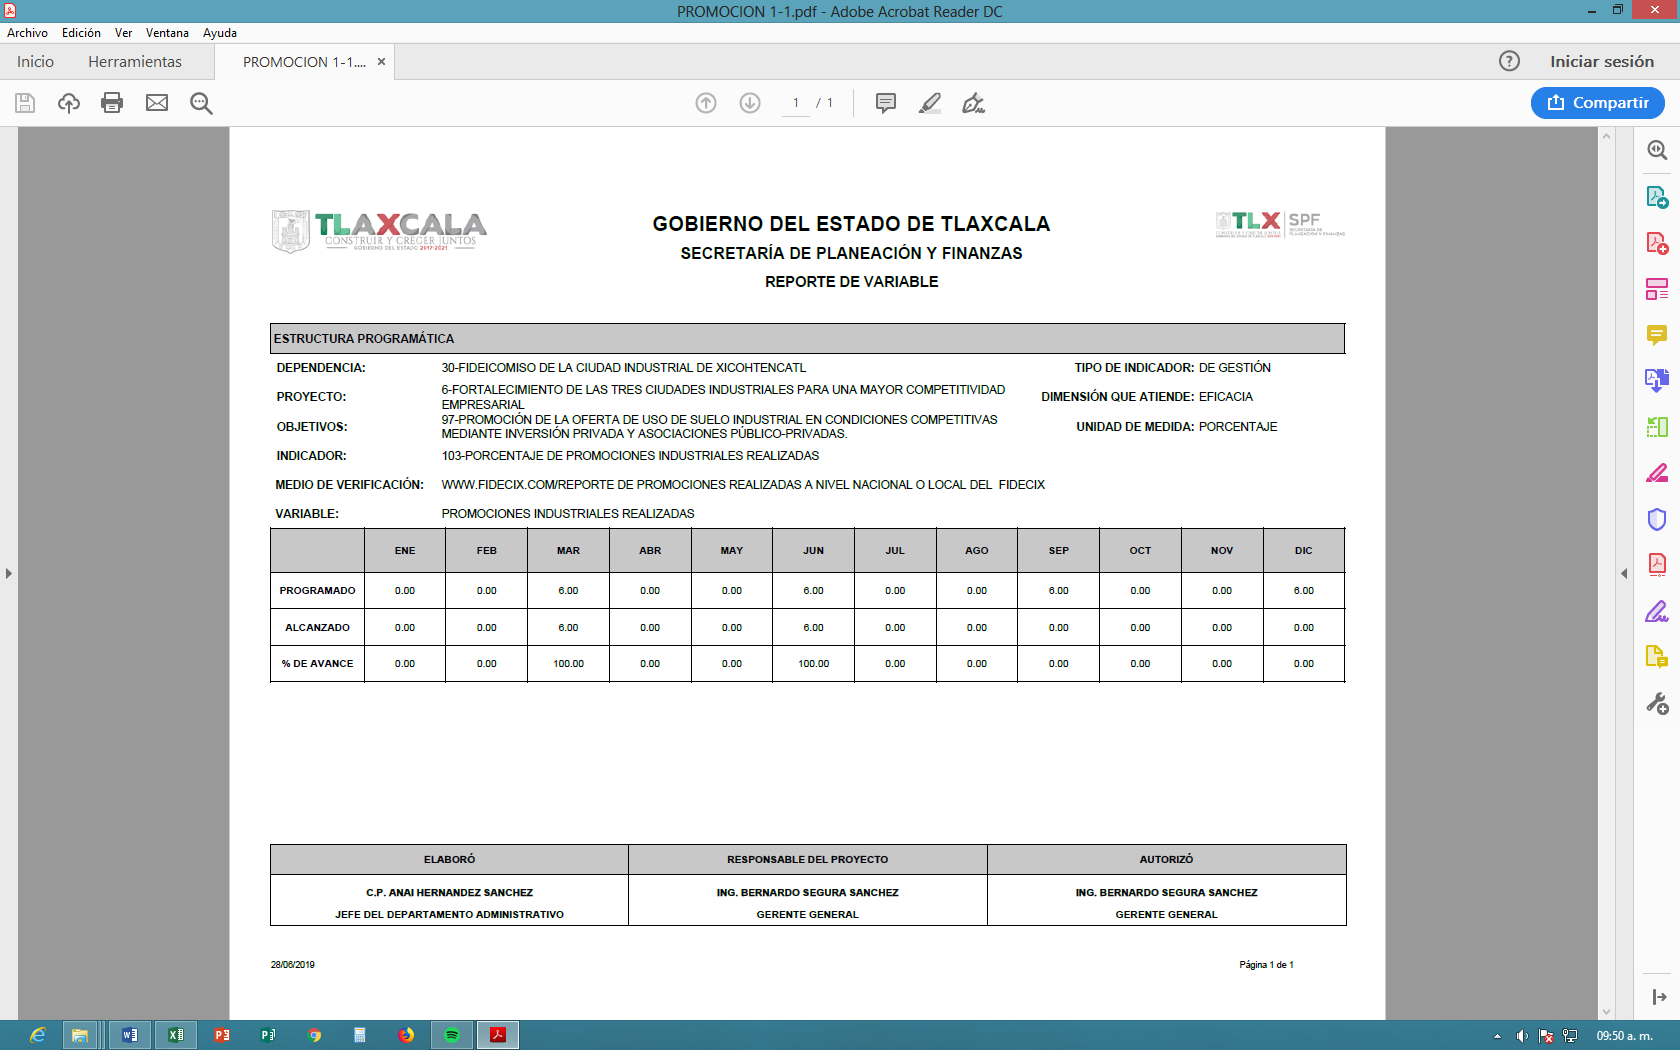 PROMOCION 1-1.pdf - Adobe Acrobat Reader DC
Archivo Edición Ver Ventana Ayuda
Inicio Herramientas PROMOCION 1-1.... × Iniciar sesión
1 / 1 Compartir
TLAXCALA
CONSTRUIR Y CRECER JUNTOS
GOBIERNO DEL ESTADO 2017-2021
GOBIERNO DEL ESTADO DE TLAXCALA
SECRETARÍA DE PLANEACIÓN Y FINANZAS
REPORTE DE VARIABLE
TLX SPF
SECRETARÍA DE
PLANEACIÓN Y FINANZAS
ESTRUCTURA PROGRAMÁTICA
DEPENDENCIA: 30-FIDEICOMISO DE LA CIUDAD INDUSTRIAL DE XICOHTENCATL TIPO DE INDICADOR: DE GESTIÓN
PROYECTO: 6-FORTALECIMIENTO DE LAS TRES CIUDADES INDUSTRIALES PARA UNA MAYOR COMPETITIVIDAD
EMPRESARIAL DIMENSIÓN QUE ATIENDE: EFICACIA
OBJETIVOS: 97-PROMOCIÓN DE LA OFERTA DE USO DE SUELO INDUSTRIAL EN CONDICIONES COMPETITIVAS
MEDIANTE INVERSIÓN PRIVADA Y ASOCIACIONES PÚBLICO-PRIVADAS. UNIDAD DE MEDIDA: PORCENTAJE
INDICADOR: 103-PORCENTAJE DE PROMOCIONES INDUSTRIALES REALIZADAS
MEDIO DE VERIFICACIÓN: WWW.FIDECIX.COM/REPORTE DE PROMOCIONES REALIZADAS A NIVEL NACIONAL O LOCAL DEL FIDECIX
VARIABLE: PROMOCIONES INDUSTRIALES REALIZADAS
ENE FEB MAR ABR MAY JUN JUL AGO SEP OCT NOV DIC
PROGRAMADO 0.00 0.00 6.00 0.00 0.00 6.00 0.00 0.00 6.00 0.00 0.00 6.00
ALCANZADO 0.00 0.00 6.00 0.00 0.00 6.00 0.00 0.00 0.00 0.00 0.00 0.00
% DE AVANCE 0.00 0.00 100.00 0.00 0.00 100.00 0.00 0.00 0.00 0.00 0.00 0.00
ELABORÓ RESPONSABLE DEL PROYECTO AUTORIZÓ
C.P. ANAI HERNANDEZ SANCHEZ ING. BERNARDO SEGURA SANCHEZ ING. BERNARDO SEGURA SANCHEZ
JEFE DEL DEPARTAMENTO ADMINISTRATIVO GERENTE GENERAL GERENTE GENERAL
28/06/2019 Página 1 de 1
09:50 a. m.